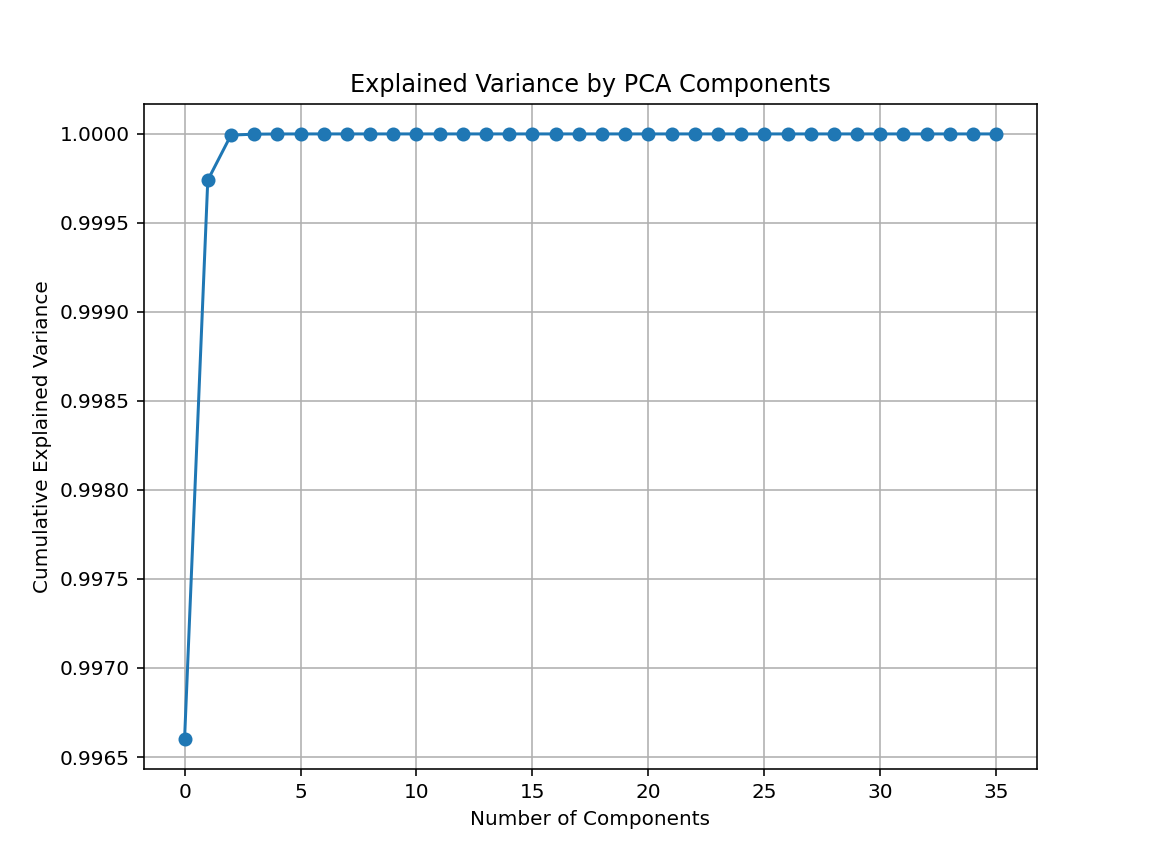 Explained Variance by PCA Components
Cumulative Explained Variance
1.0000
0.9995
0.9990
0.9985
0.9980
0.9975
0.9970
0.9965
0 5 10 15 20 25 30 35
Number of Components